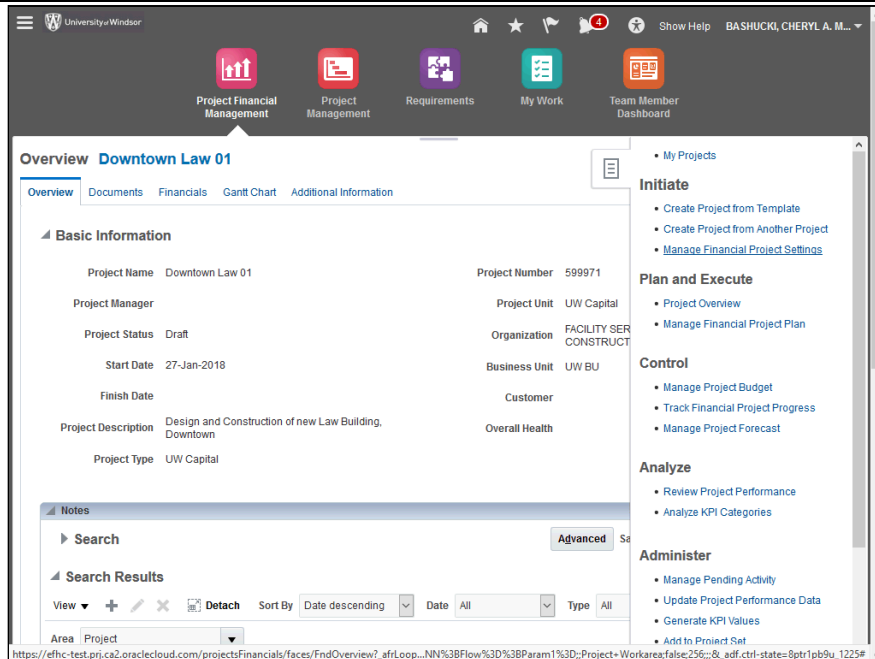 University of Windsor
4
Show Help
BASHUCKI, CHERYL A. M...
Project Financial Management
Project Management
Requirements
My Work
Team Member Dashboard
Overview Downtown Law 01
Overview Documents Financials Gantt Chart Additional Information
Basic Information
Project Name Downtown Law 01
Project Manager
Project Status Draft
Start Date 27-Jan-2018
Finish Date
Project Description Design and Construction of new Law Building,
Downtown
Project Type UW Capital
Project Number 599971
Project Unit UW Capital
Organization FACILITY SER
CONSTRUCT
Business Unit UW BU
Customer
Overall Health
Notes
Search
Advanced Sa
Search Results
View Detach Sort By Date descending Date All Type All
Area Project
My Projects
Initiate
Create Project from Template
Create Project from Another Project
Manage Financial Project Settings
Plan and Execute
Project Overview
Manage Financial Project Plan
Control
Manage Project Budget
Track Financial Project Progress
Manage Project Forecast
Analyze
Review Project Performance
Analyze KPI Categories
Administer
Manage Pending Activity
Update Project Performance Data
Generate KPI Values
Add to Project Set
https://efhc-test.prj.ca2.oraclecloud.com/projectsFinancials/faces/FndOverview?_afrLoop...NN%3BFlow%3D%3BParam1%3D;;Project+Workarea;false;256;;;&_adf.ctrl-state=8ptr1pb9u_1225#